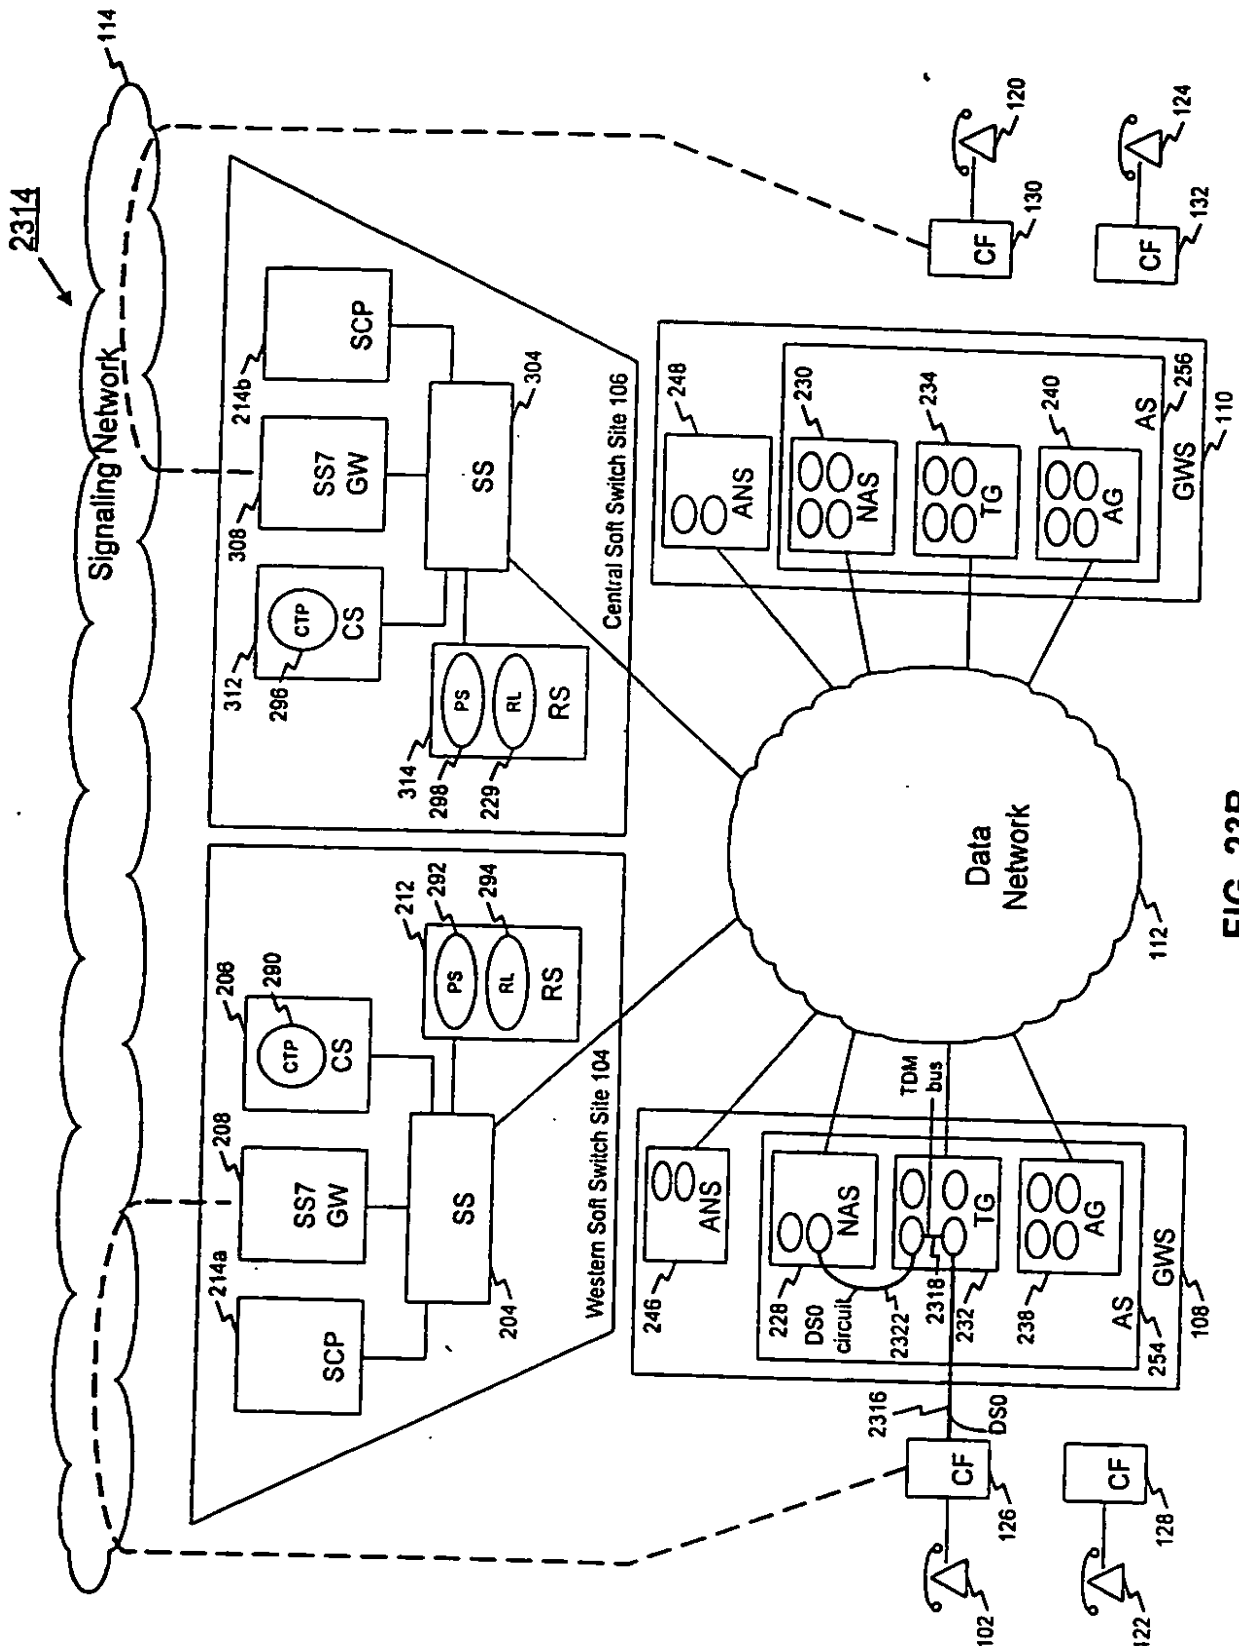 2314
114
Signaling Network
214a
SCP
208
SS7
GW
206
290
CTP
CS
204
SS
212
292
294
PS
RL
RS
Western Soft Switch Site 104
312
296
CTP
CS
308
SS7
GW
214b
SCP
304
SS
314
298
229
PS
RL
RS
Central Soft Switch Site 106
246
ANS
228
NAS
DS0
circuit
2322
2318
232
TG
TDM
bus
238
AG
AS
254
GWS
108
2316
DS0
CF
126
102
CF
128
122
Data
Network
112
248
ANS
230
NAS
234
TG
240
AG
AS
256
GWS
110
CF
130
120
CF
132
124
FIG. 23B